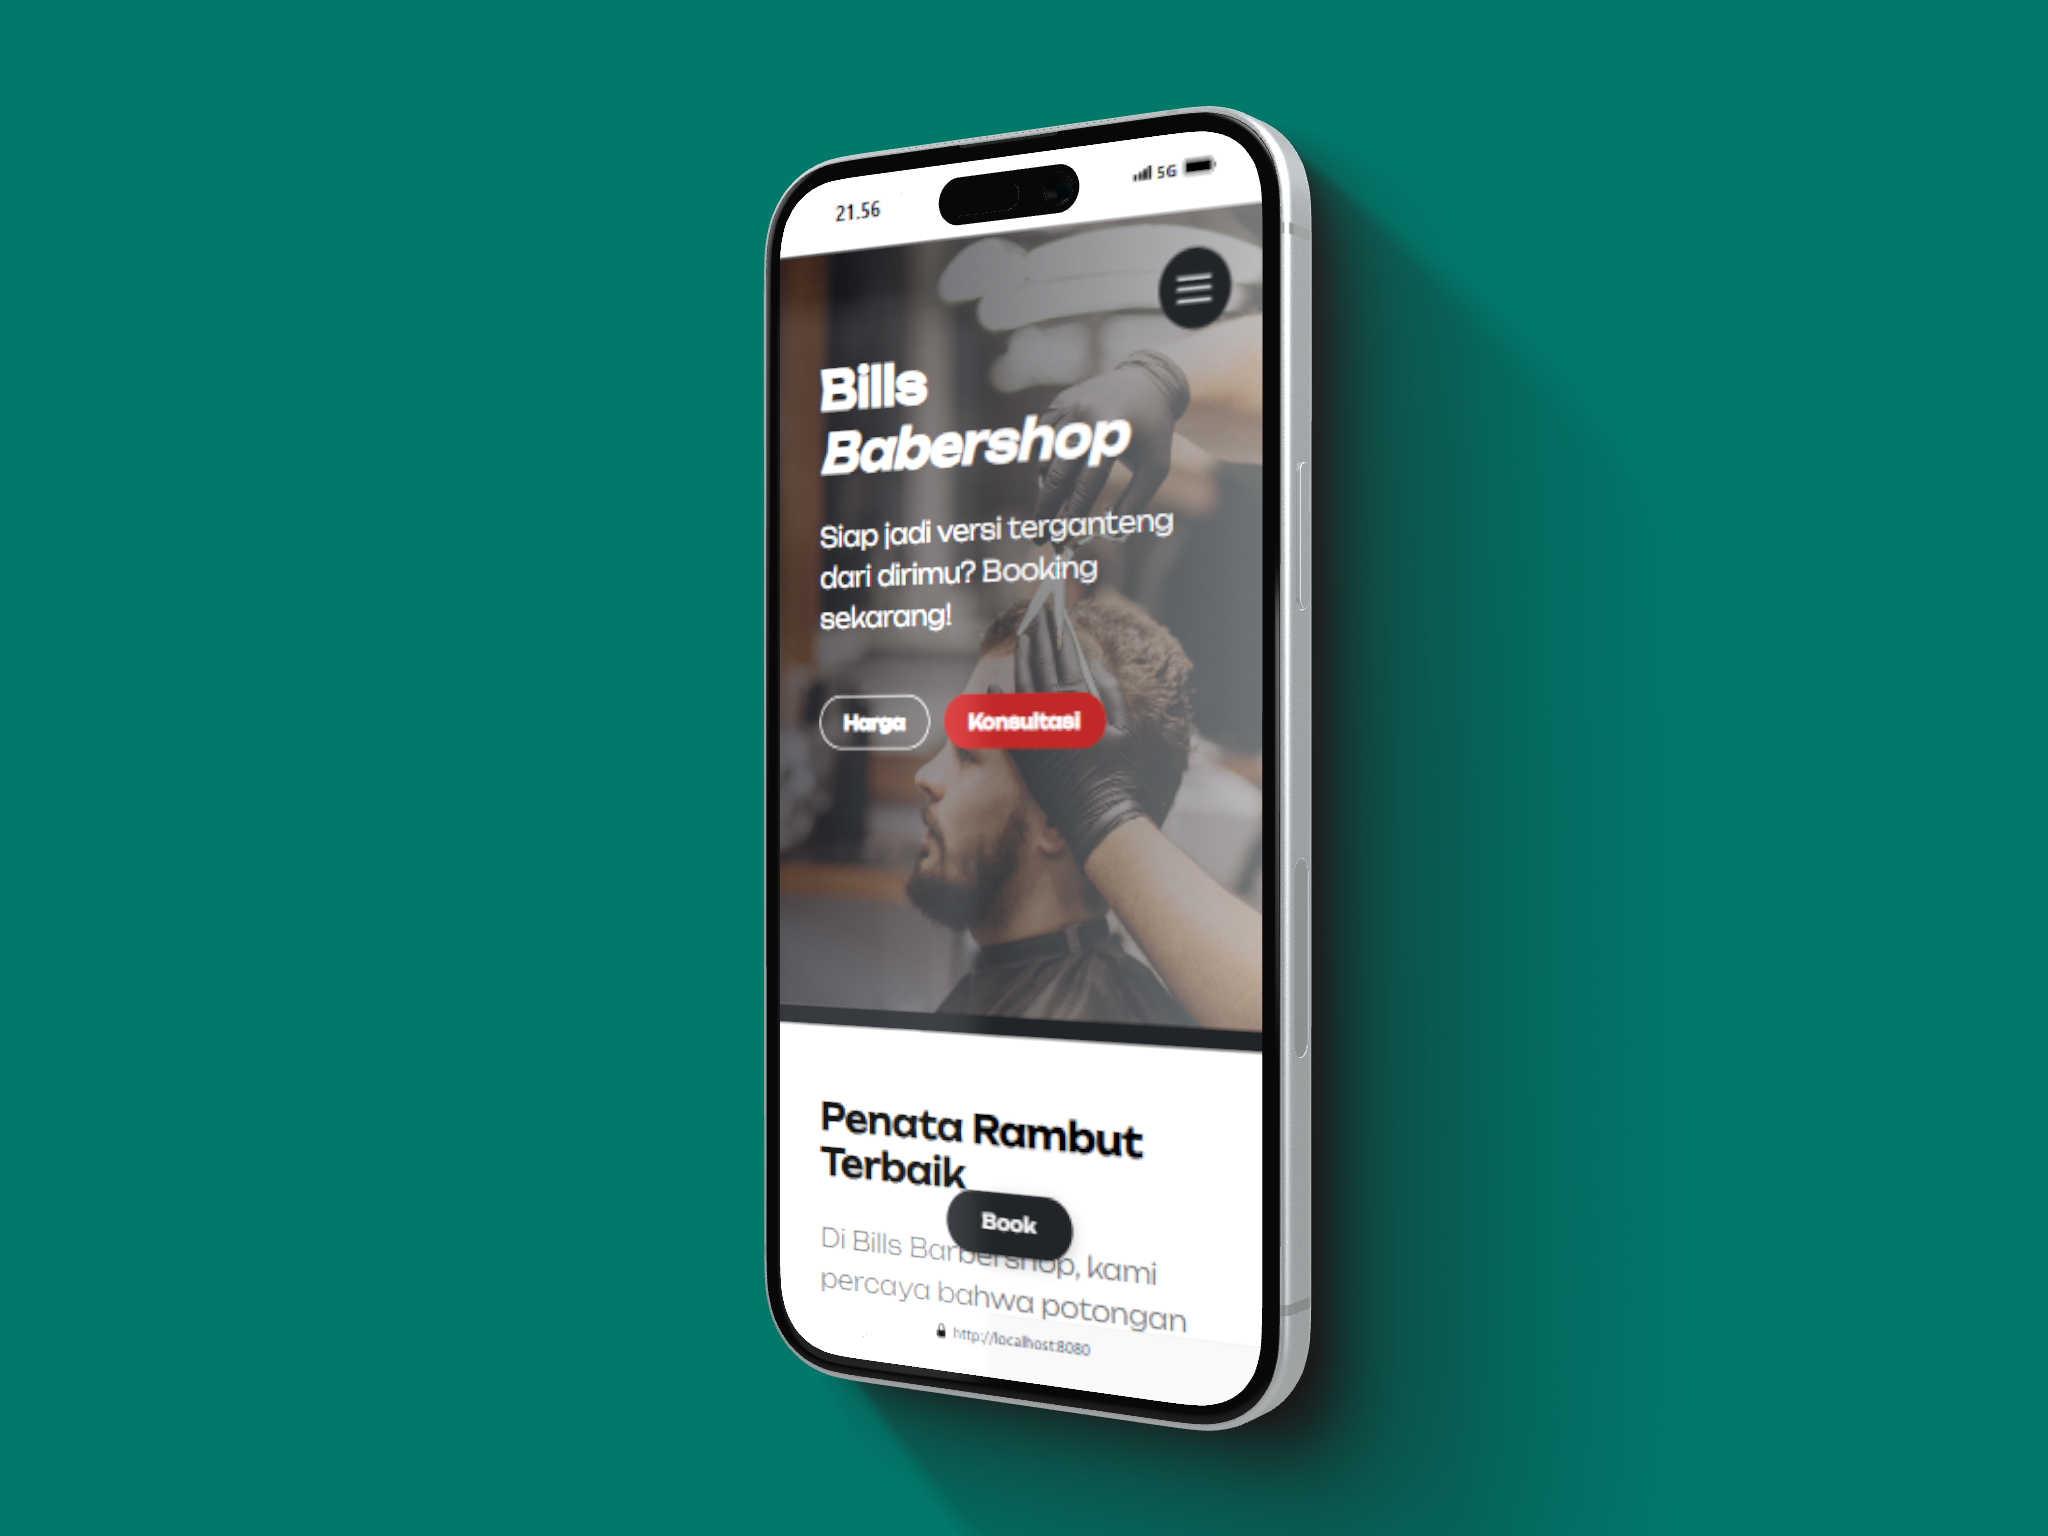 21.56 5G
Bills
Babershop
Siap jadi versi terganteng
dari dirimu? Booking
sekarang!
Harga Konsultasi
Penata Rambut
Terbaik
Book
Di Bills Barbershop, kami
percaya bahwa potongan
http://localhost:8080